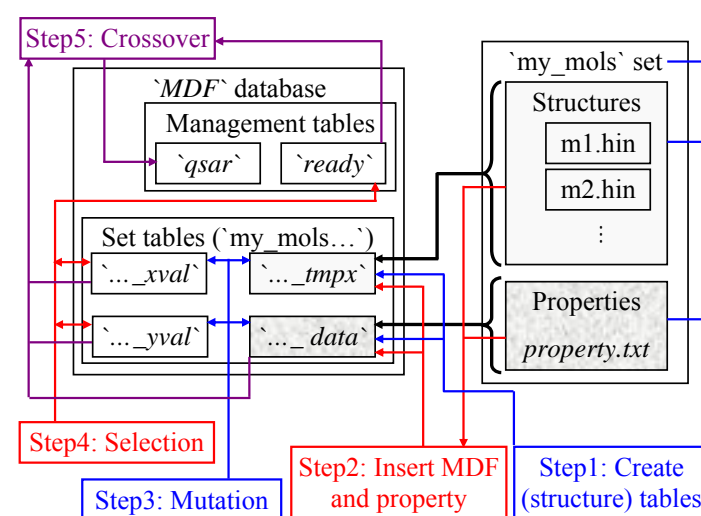 Step5: Crossover
`my_mols` set
`MDF` database
Structures
Management tables
m1.hin
`qsar`
`ready`
m2.hin
⋮
Set tables (`my_mols…`)
`…_xval`
`…_tmpx`
Properties
`…_yval`
`…_ data`
property.txt
Step4: Selection
Step2: Insert MDF
and property
Step1: Create
(structure) tables
Step3: Mutation